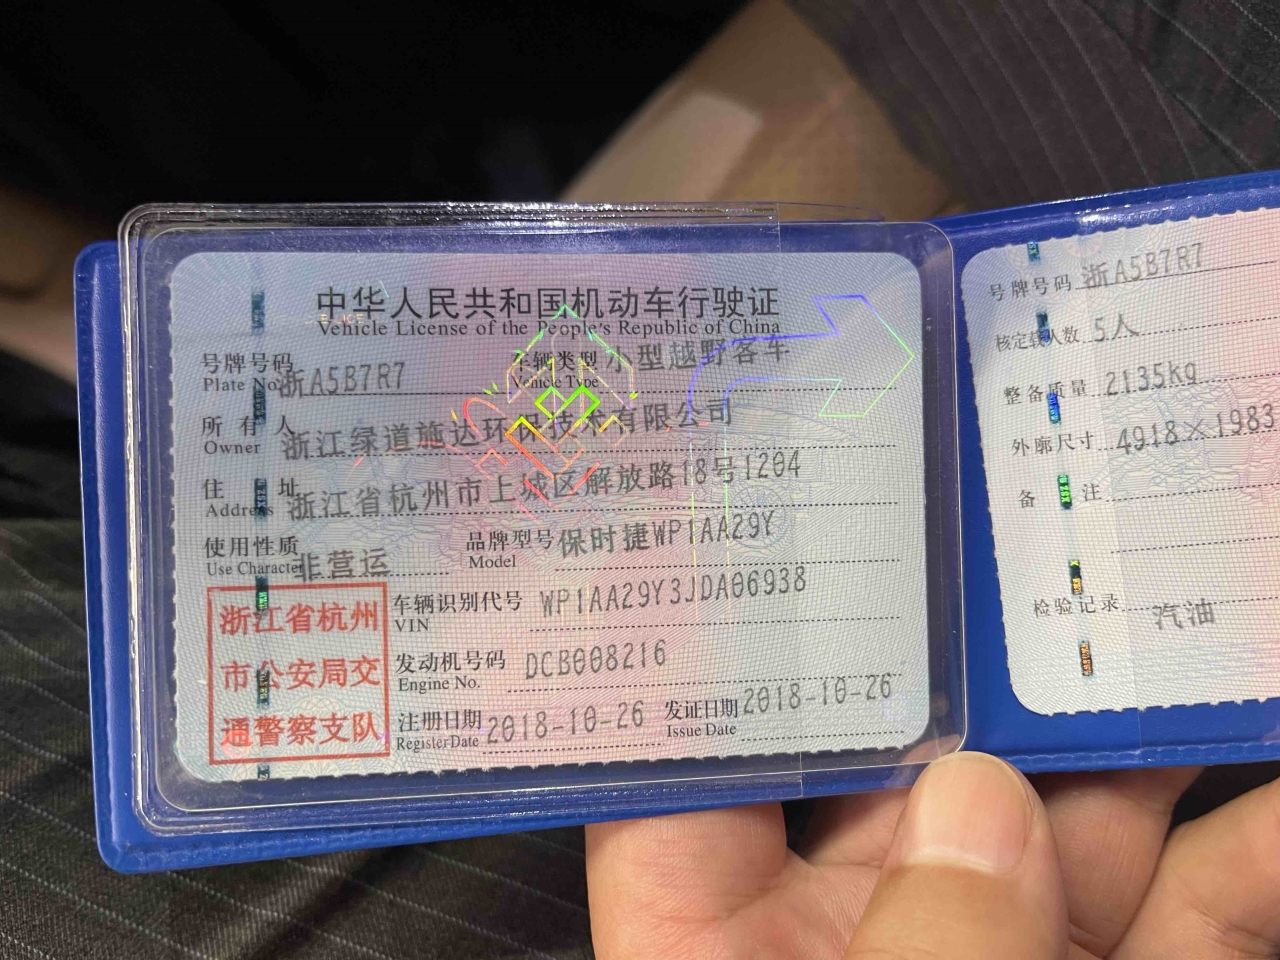 中华人民共和国机动车行驶证
Vehicle License of the People's Republic of China
号牌号码 浙A5B7R7 车辆类型 小型越野客车
Plate No. Vehicle Type
所有人 浙江绿道施达环保技术有限公司
Owner
住址 浙江省杭州市上城区解放路18号1204
Address
使用性质 非营运 品牌型号 保时捷WP1AA29Y
Use Character Model
浙江省杭州
市公安局交
通警察支队
车辆识别代号 WP1AA29Y3JDA06938
VIN
发动机号码 DCB008216
Engine No.
注册日期 2018-10-26 发证日期 2018-10-26
Register Date Issue Date
号牌号码 浙A5B7R7
核定载人数 5人
整备质量 2135kg
外廓尺寸 4918×1983
备注
检验记录 汽油